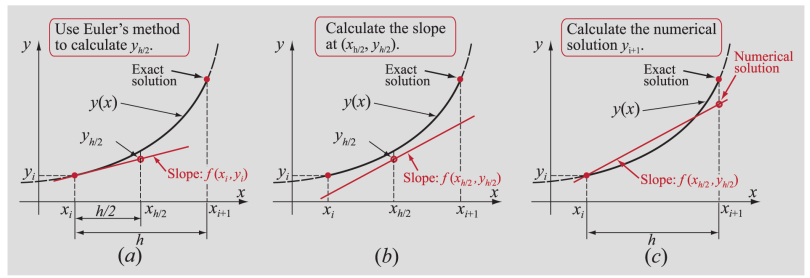 Use Euler's method
to calculate y_{h/2}.
y
Exact
solution
y(x)
y_{h/2}
y_i
Slope: f(x_i, y_i)
x
x_i
h/2
x_{h/2}
x_{i+1}
h
(a)
Calculate the slope
at (x_{h/2}, y_{h/2}).
y
Exact
solution
y(x)
y_{h/2}
y_i
Slope: f(x_{h/2}, y_{h/2})
x
x_i
x_{h/2}
x_{i+1}
(b)
Calculate the numerical
solution y_{i+1}.
y
Exact
solution
Numerical
solution
y(x)
y_i
Slope: f(x_{h/2}, y_{h/2})
x
x_i
x_{i+1}
h
(c)